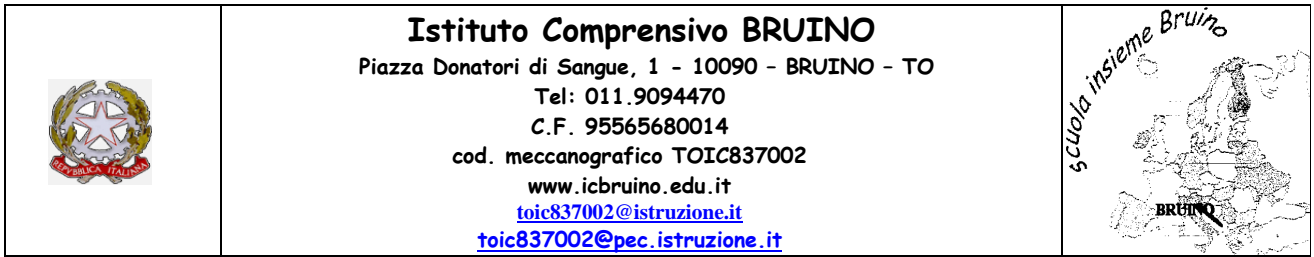 Istituto Comprensivo BRUINO
Piazza Donatori di Sangue, 1 - 10090 – BRUINO – TO
Tel: 011.9094470
C.F. 95565680014
cod. meccanografico TOIC837002
www.icbruino.edu.it
toic837002@istruzione.it
toic837002@pec.istruzione.it
REPVBBLICA ITALIANA
scuola insieme Bruino
BRUINO